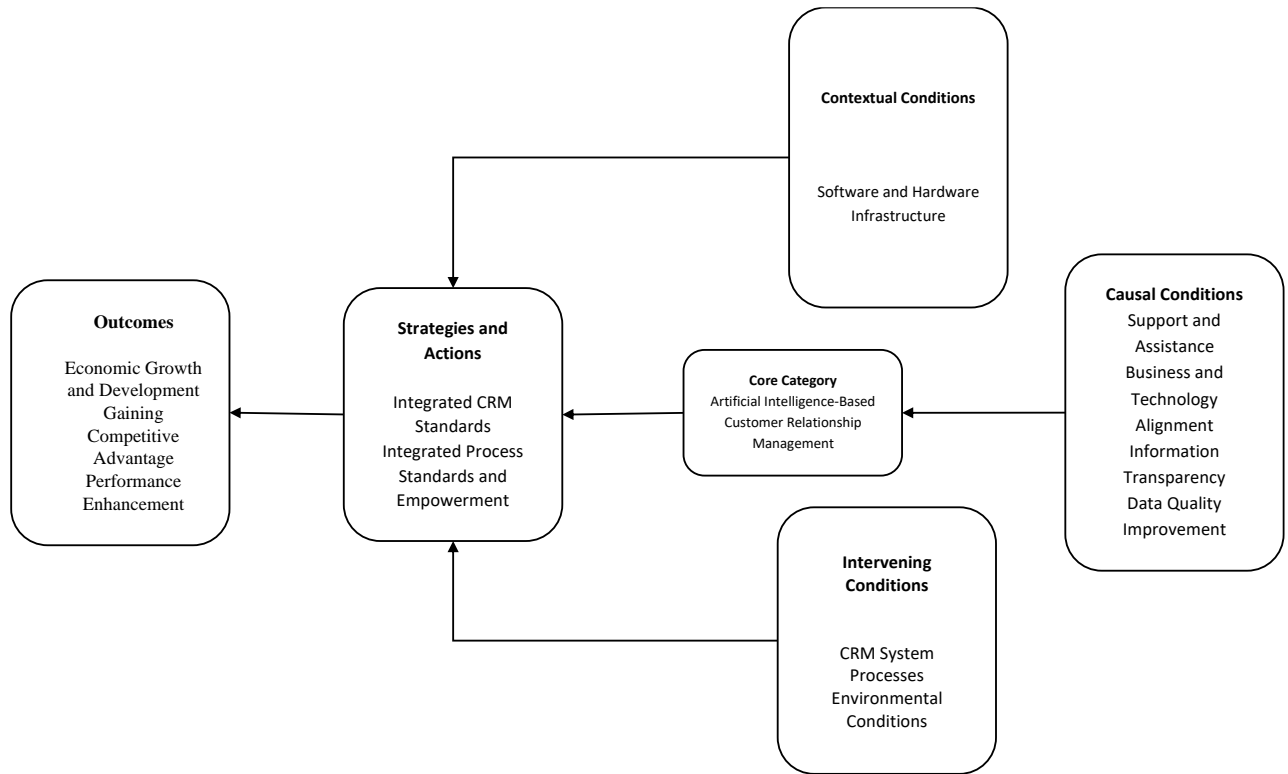 Contextual Conditions
Software and Hardware
Infrastructure
Causal Conditions
Support and
Assistance
Business and
Technology
Alignment
Information
Transparency
Data Quality
Improvement
Outcomes
Economic Growth
and Development
Gaining
Competitive
Advantage
Performance
Enhancement
Strategies and
Actions
Integrated CRM
Standards
Integrated Process
Standards and
Empowerment
Core Category
Artificial Intelligence-Based
Customer Relationship
Management
Intervening
Conditions
CRM System
Processes
Environmental
Conditions